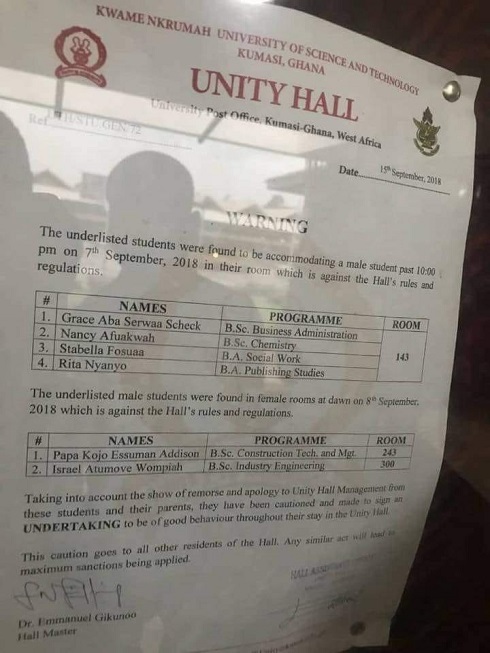 KWAME NKRUMAH UNIVERSITY OF SCIENCE AND TECHNOLOGY
KUMASI, GHANA
UNITY HALL
University Post Office, Kumasi-Ghana, West Africa
Date 15th September, 2018
WARNING
The underlisted students were found to be accommodating a male student past 10:00
pm on 7th September, 2018 in their room which is against the Hall's rules and
regulations.
# NAMES PROGRAMME ROOM
1. Grace Aba Serwaa Scheck B.Sc. Business Administration
2. Nancy Afuakwah B.Sc. Chemistry
3. Stabella Fosuaa B.A. Social Work
4. Rita Nyanyo B.A. Publishing Studies
143
The underlisted male students were found in female rooms at dawn on 8th September,
2018 which is against the Hall's rules and regulations.
# NAMES PROGRAMME ROOM
1. Papa Kojo Essuman Addison B.Sc. Construction Tech. and Mgt. 243
2. Israel Atumove Wompiah B.Sc. Industry Engineering 300
Taking into account the show of remorse and apology to Unity Hall Management from
these students and their parents, they have been cautioned and made to sign an
UNDERTAKING to be of good behaviour throughout their stay in the Unity Hall.
This caution goes to all other residents of the Hall. Any similar act will lead to
maximum sanctions being applied.
Dr. Emmanuel Gikunoo
Hall Master